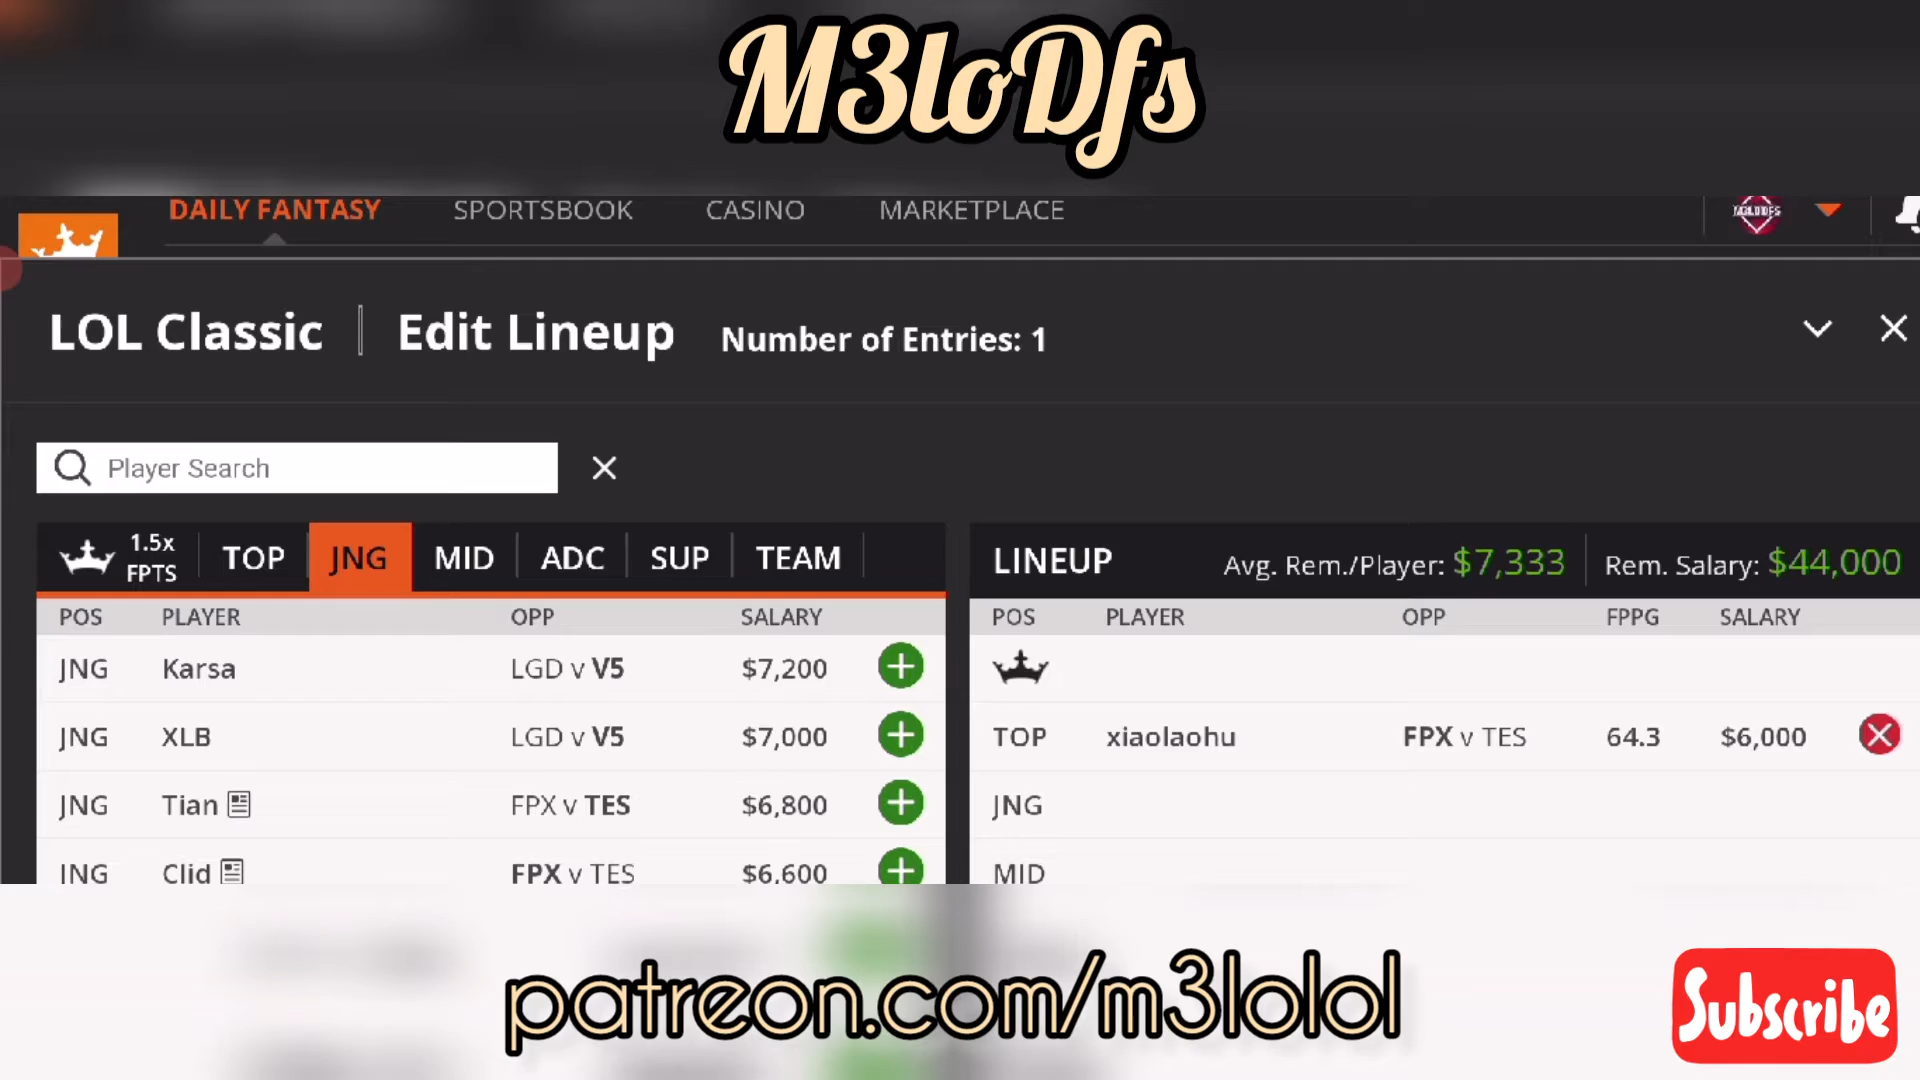 M3loDfs
DAILY FANTASY SPORTSBOOK CASINO MARKETPLACE
M3LODFS
LOL Classic Edit Lineup Number of Entries: 1
Player Search
1.5x FPTS TOP JNG MID ADC SUP TEAM
POS PLAYER OPP SALARY
JNG Karsa LGD v V5 $7,200
JNG XLB LGD v V5 $7,000
JNG Tian FPX v TES $6,800
JNG Clid FPX v TES $6,600
LINEUP Avg. Rem./Player: $7,333 Rem. Salary: $44,000
POS PLAYER OPP FPPG SALARY
TOP xiaolaohu FPX v TES 64.3 $6,000
JNG
MID
patreon.com/m3lolol
Subscribe